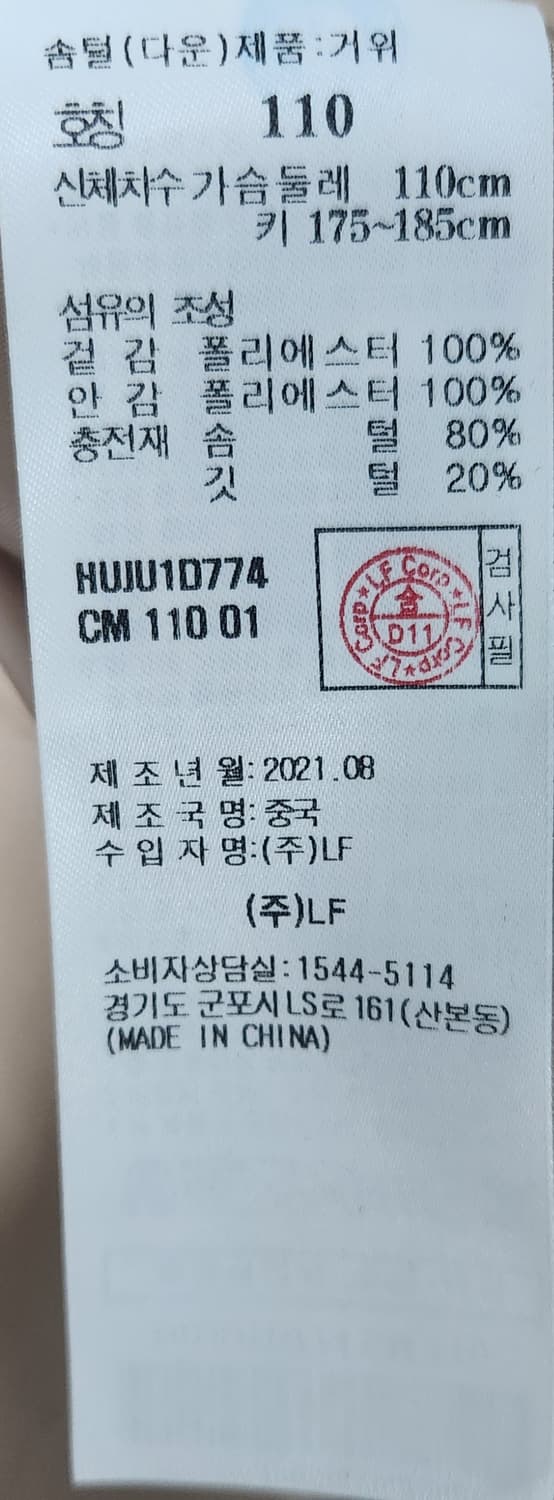 솜털(다운)제품:거위
호칭 110
신체치수 가슴둘레 110cm
키 175~185cm
섬유의 조성
겉 감 폴리에스터 100%
안 감 폴리에스터 100%
충전재 솜 털 80%
깃 털 20%
HUJU1D774
CM 110 01
LF Corp★LF Corp★LF Corp★
솜
D11
검사필
제 조 년 월: 2021.08
제 조 국 명: 중국
수 입 자 명:(주)LF
(주)LF
소비자상담실:1544-5114
경기도 군포시 LS로 161(산본동)
(MADE IN CHINA)